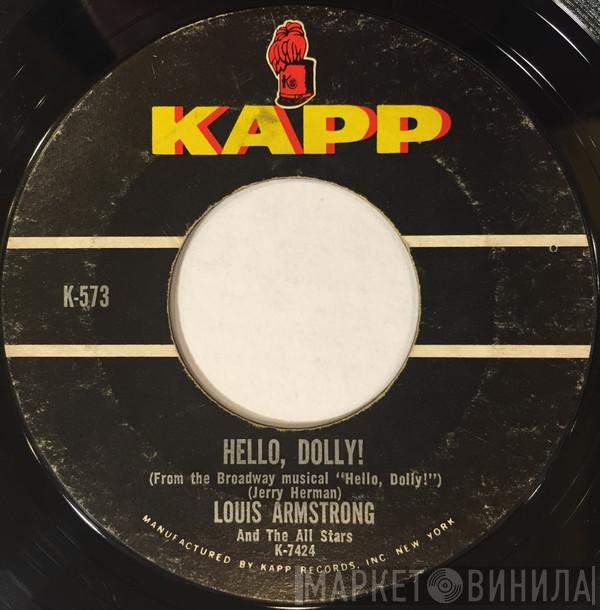 K
KAPP
K-573
HELLO, DOLLY!
(From the Broadway musical "Hello, Dolly!")
(Jerry Herman)
LOUIS ARMSTRONG
And The All Stars
K-7424
MANUFACTURED BY KAPP RECORDS, INC. NEW YORK
МАРКЕТ ВИНИЛА